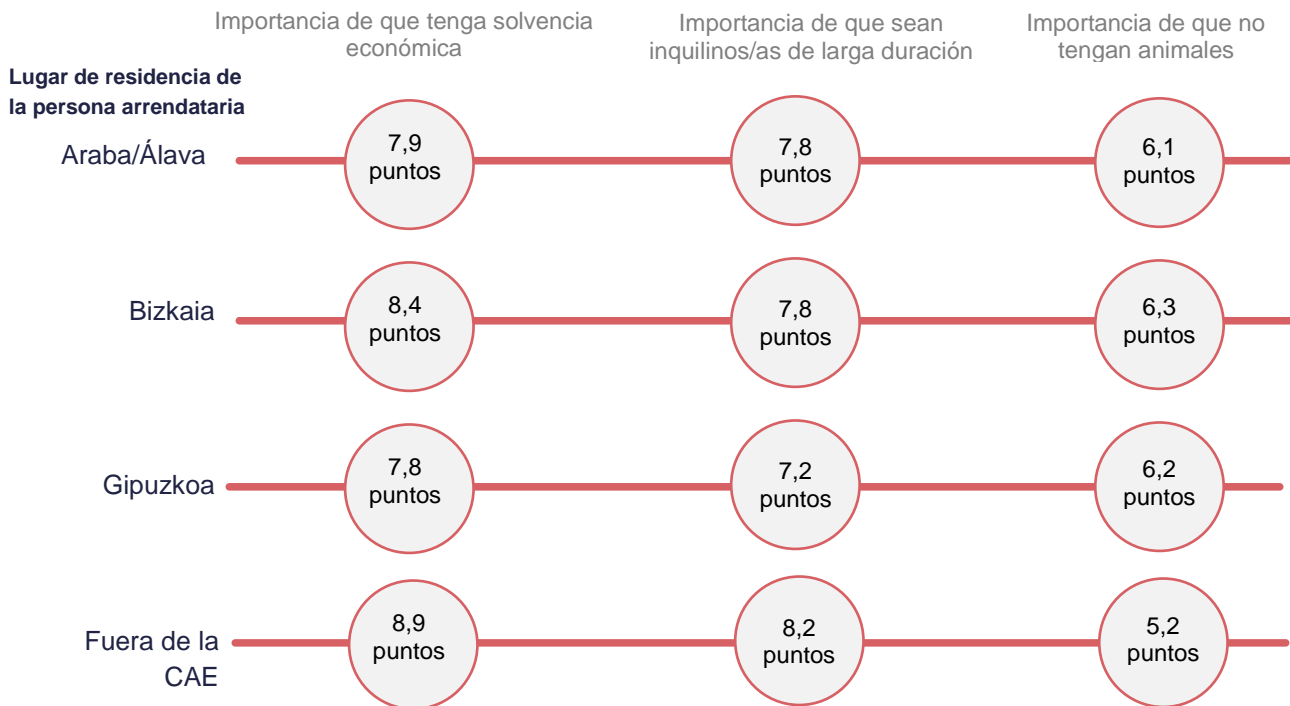 Importancia de que tenga solvencia
económica
Importancia de que sean
inquilinos/as de larga duración
Importancia de que no
tengan animales
Lugar de residencia de
la persona arrendataria
Araba/Álava
7,9
puntos
7,8
puntos
6,1
puntos
Bizkaia
8,4
puntos
7,8
puntos
6,3
puntos
Gipuzkoa
7,8
puntos
7,2
puntos
6,2
puntos
Fuera de la
CAE
8,9
puntos
8,2
puntos
5,2
puntos